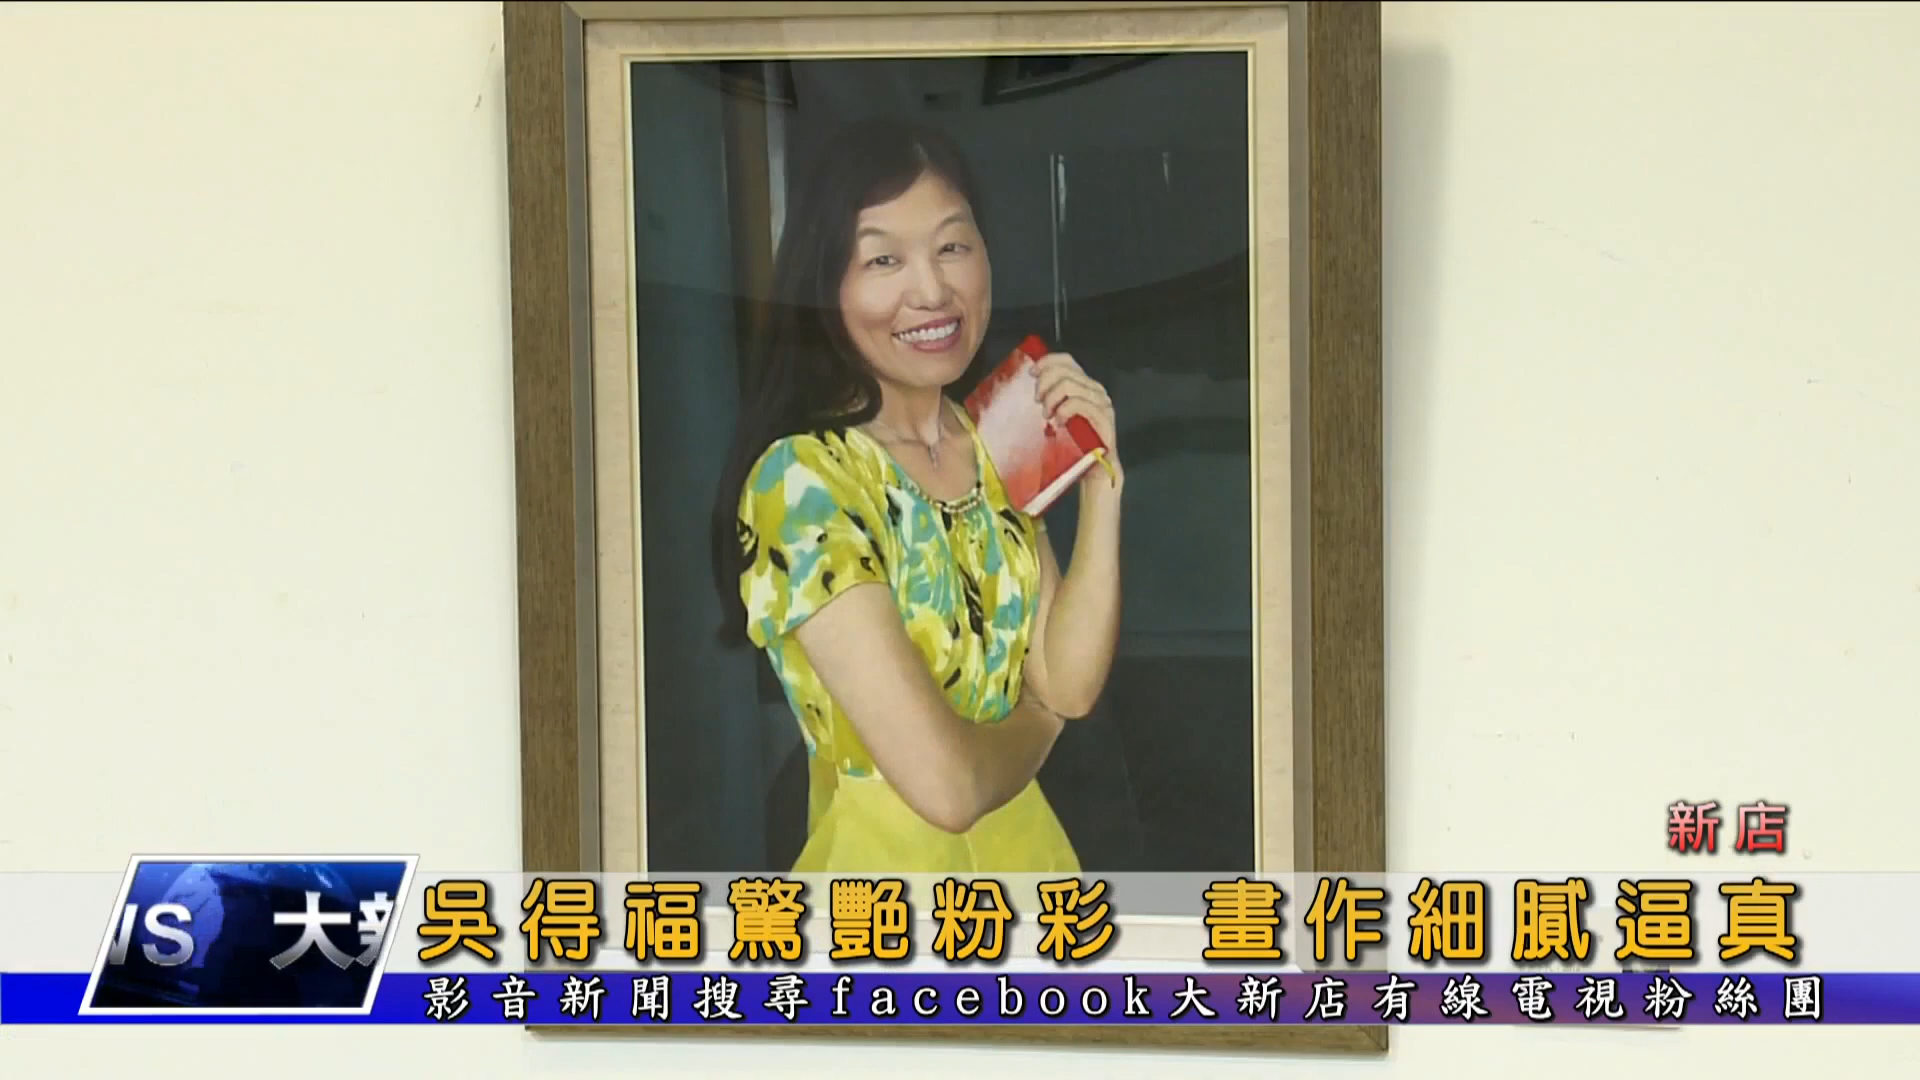 新店
NS 大新
吳得福驚艷粉彩 畫作細膩逼真
影音新聞搜尋facebook大新店有線電視粉絲團